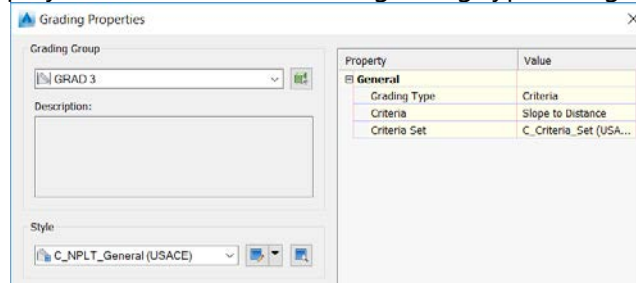 Grading Properties
Grading Group
GRAD 3
Description:
Style
C_NPLT_General (USACE)
Property Value
General
Grading Type Criteria
Criteria Slope to Distance
Criteria Set C_Criteria_Set (USA...